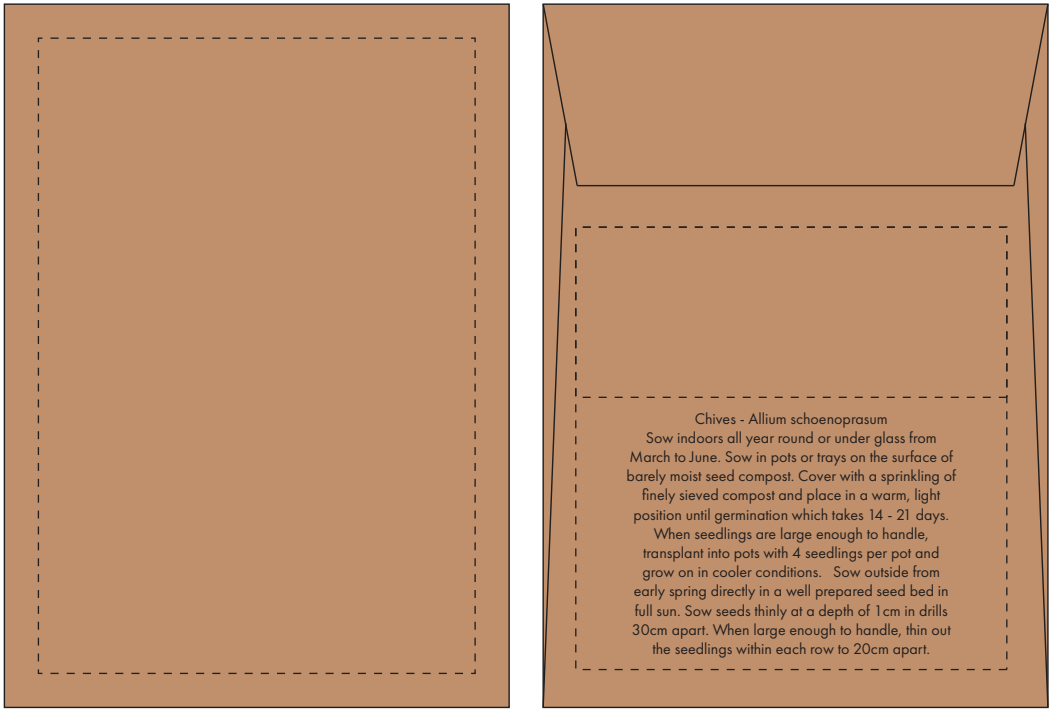 Chives - Allium schoenoprasum
Sow indoors all year round or under glass from
March to June. Sow in pots or trays on the surface of
barely moist seed compost. Cover with a sprinkling of
finely sieved compost and place in a warm, light
position until germination which takes 14 - 21 days.
When seedlings are large enough to handle,
transplant into pots with 4 seedlings per pot and
grow on in cooler conditions.   Sow outside from
early spring directly in a well prepared seed bed in
full sun. Sow seeds thinly at a depth of 1cm in drills
30cm apart. When large enough to handle, thin out
the seedlings within each row to 20cm apart.